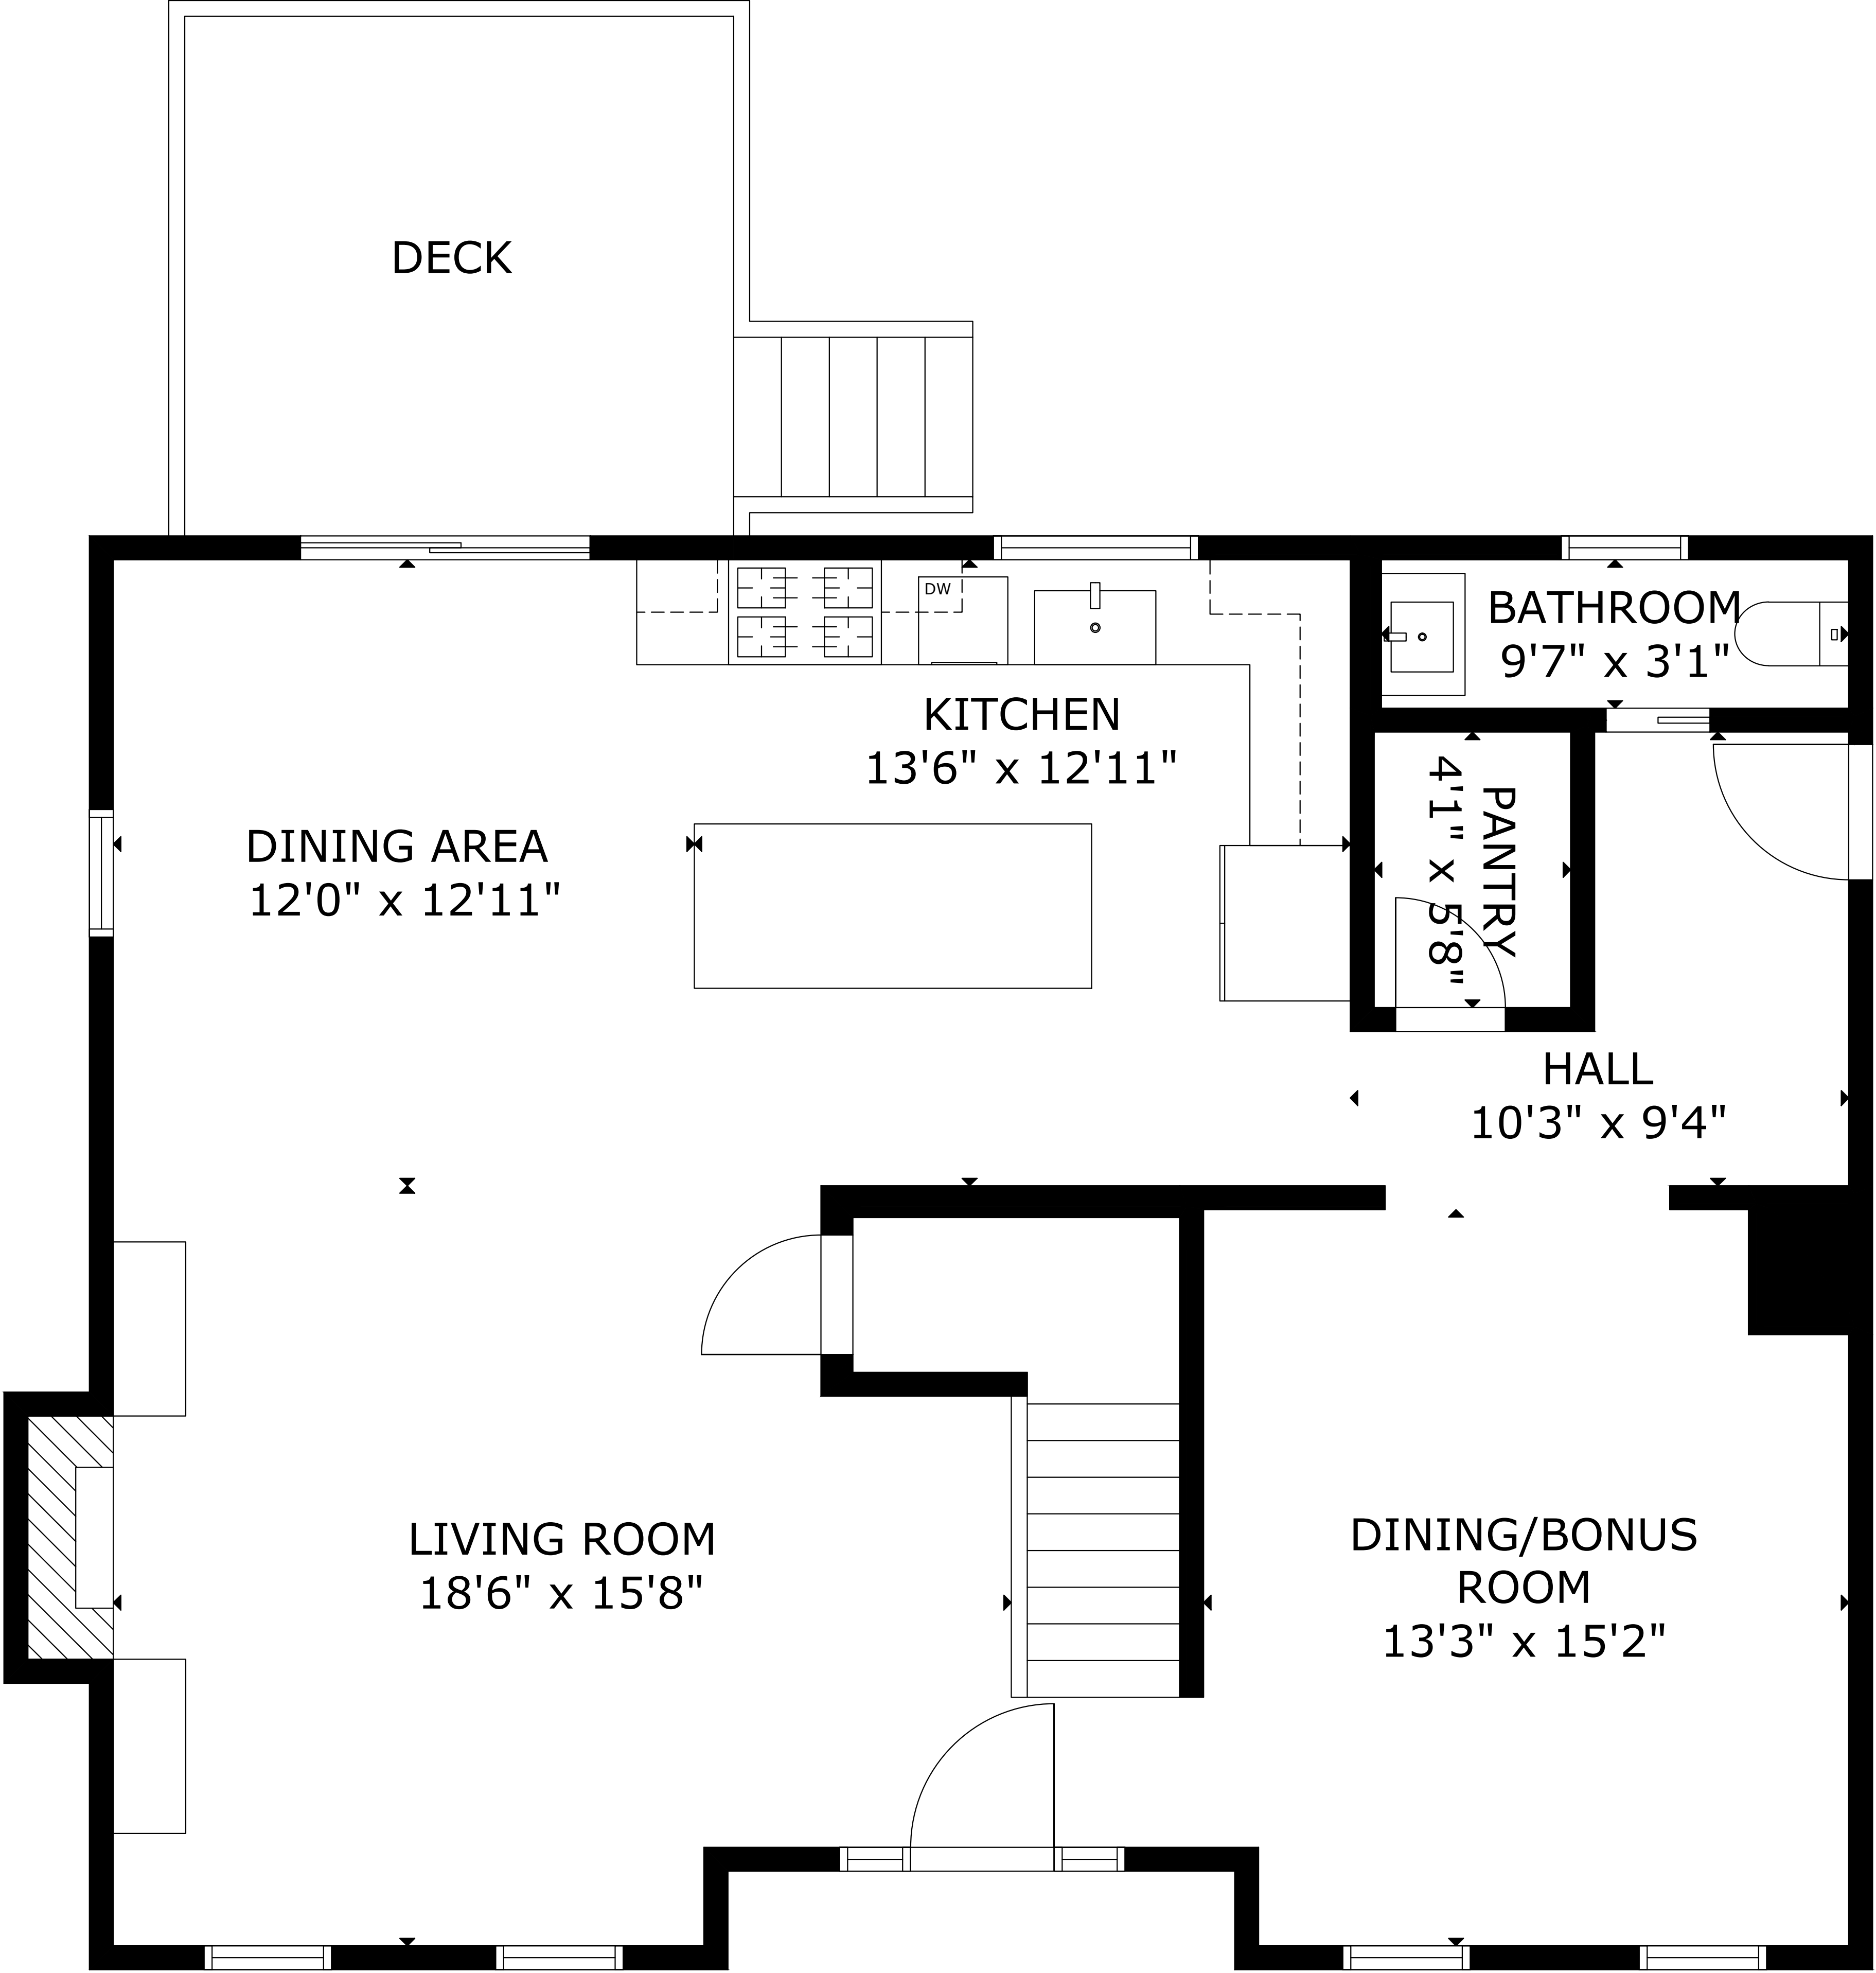 DECK
DW
BATHROOM
9'7" x 3'1"
KITCHEN
13'6" x 12'11"
PANTRY
4'1" x 5'8"
DINING AREA
12'0" x 12'11"
HALL
10'3" x 9'4"
LIVING ROOM
18'6" x 15'8"
DINING/BONUS
ROOM
13'3" x 15'2"